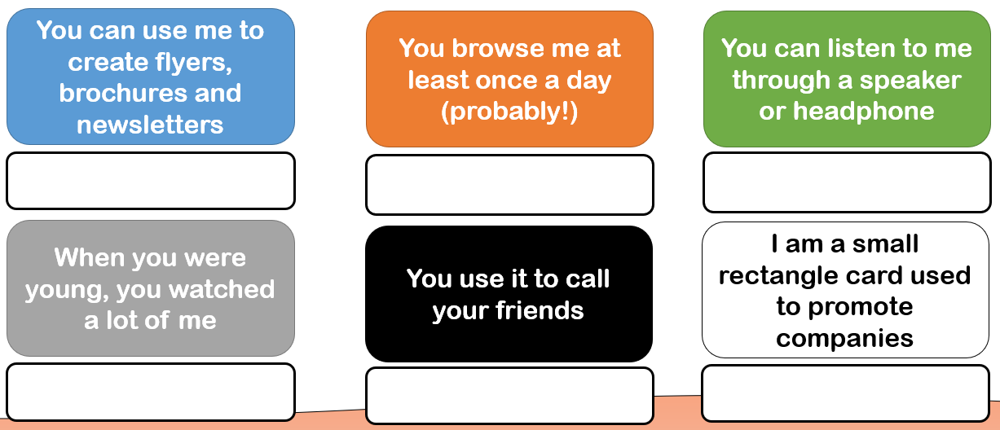 You can use me to
create flyers,
brochures and
newsletters
You browse me at
least once a day
(probably!)
You can listen to me
through a speaker
or headphone
When you were
young, you watched
a lot of me
You use it to call
your friends
I am a small
rectangle card used
to promote
companies